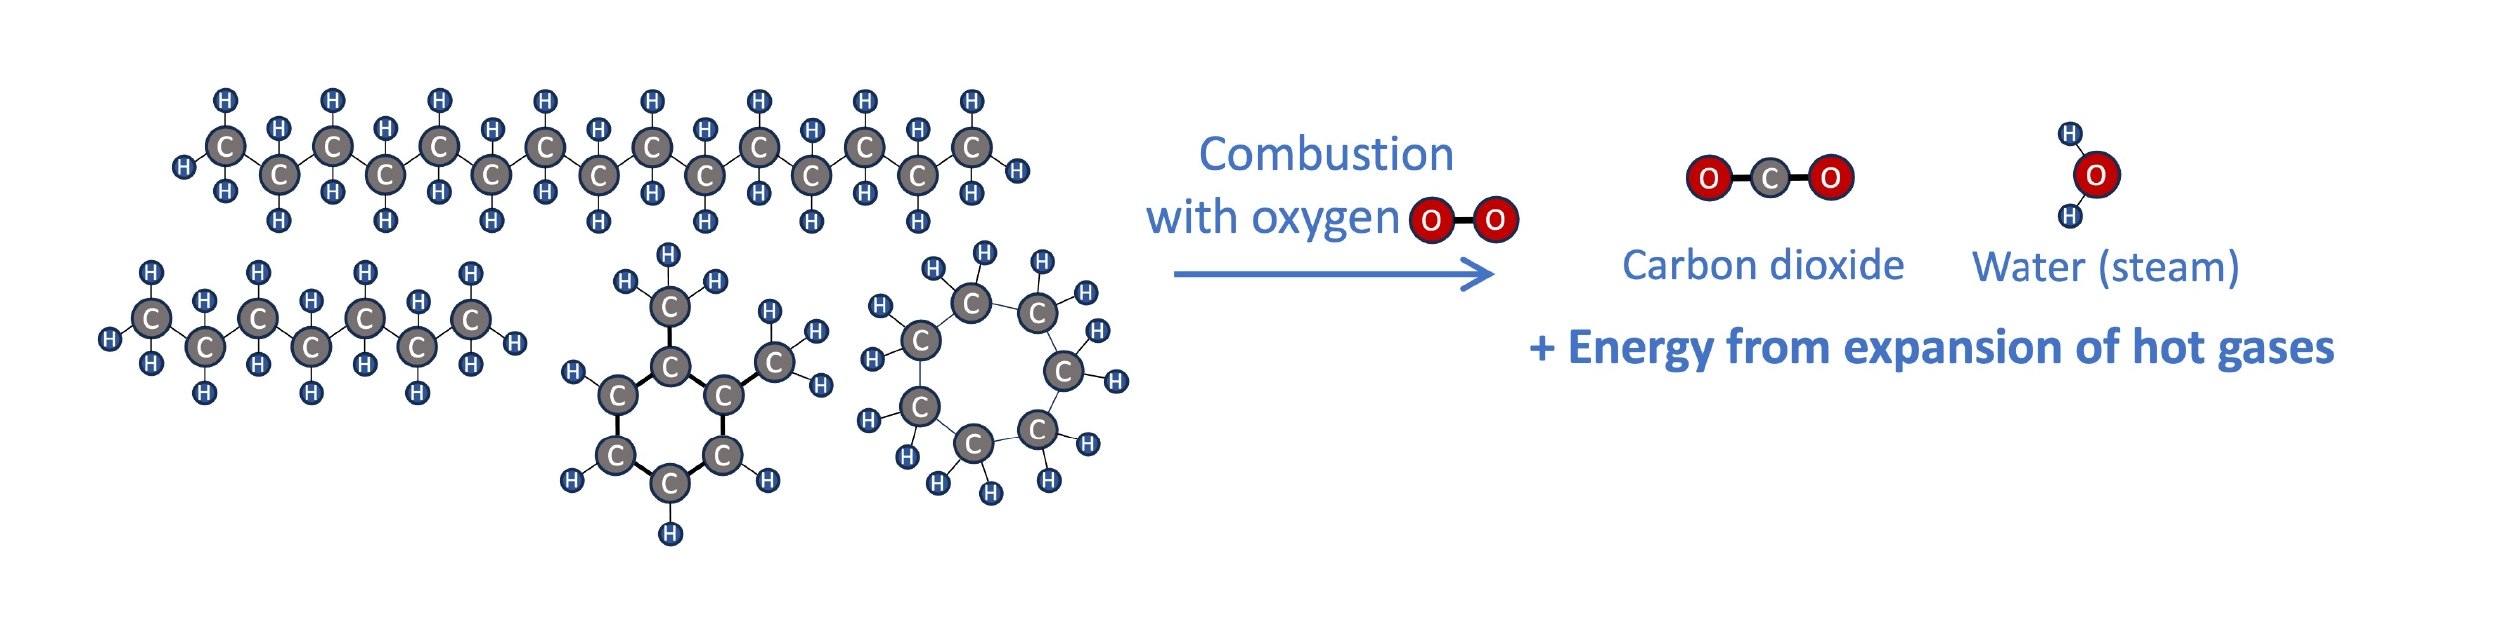 H H H H H H H H
H H H H H H H
C C C C C C C C
H C C C C C C C H
H H H H H H H H
H H H H H H H
H H H H
H H H
C C C C
H C C C H
H H H H
H H H
H
H H
C
H
H
C
C
H
H
C C
H
C C
H H
C
H
H H H
H H
C C
H H
C
H C
H H
C
H C
C H
H
H H
H
Combustion
with oxygen O O
O C O
Carbon dioxide
H
O
H
Water (steam)
+ Energy from expansion of hot gases